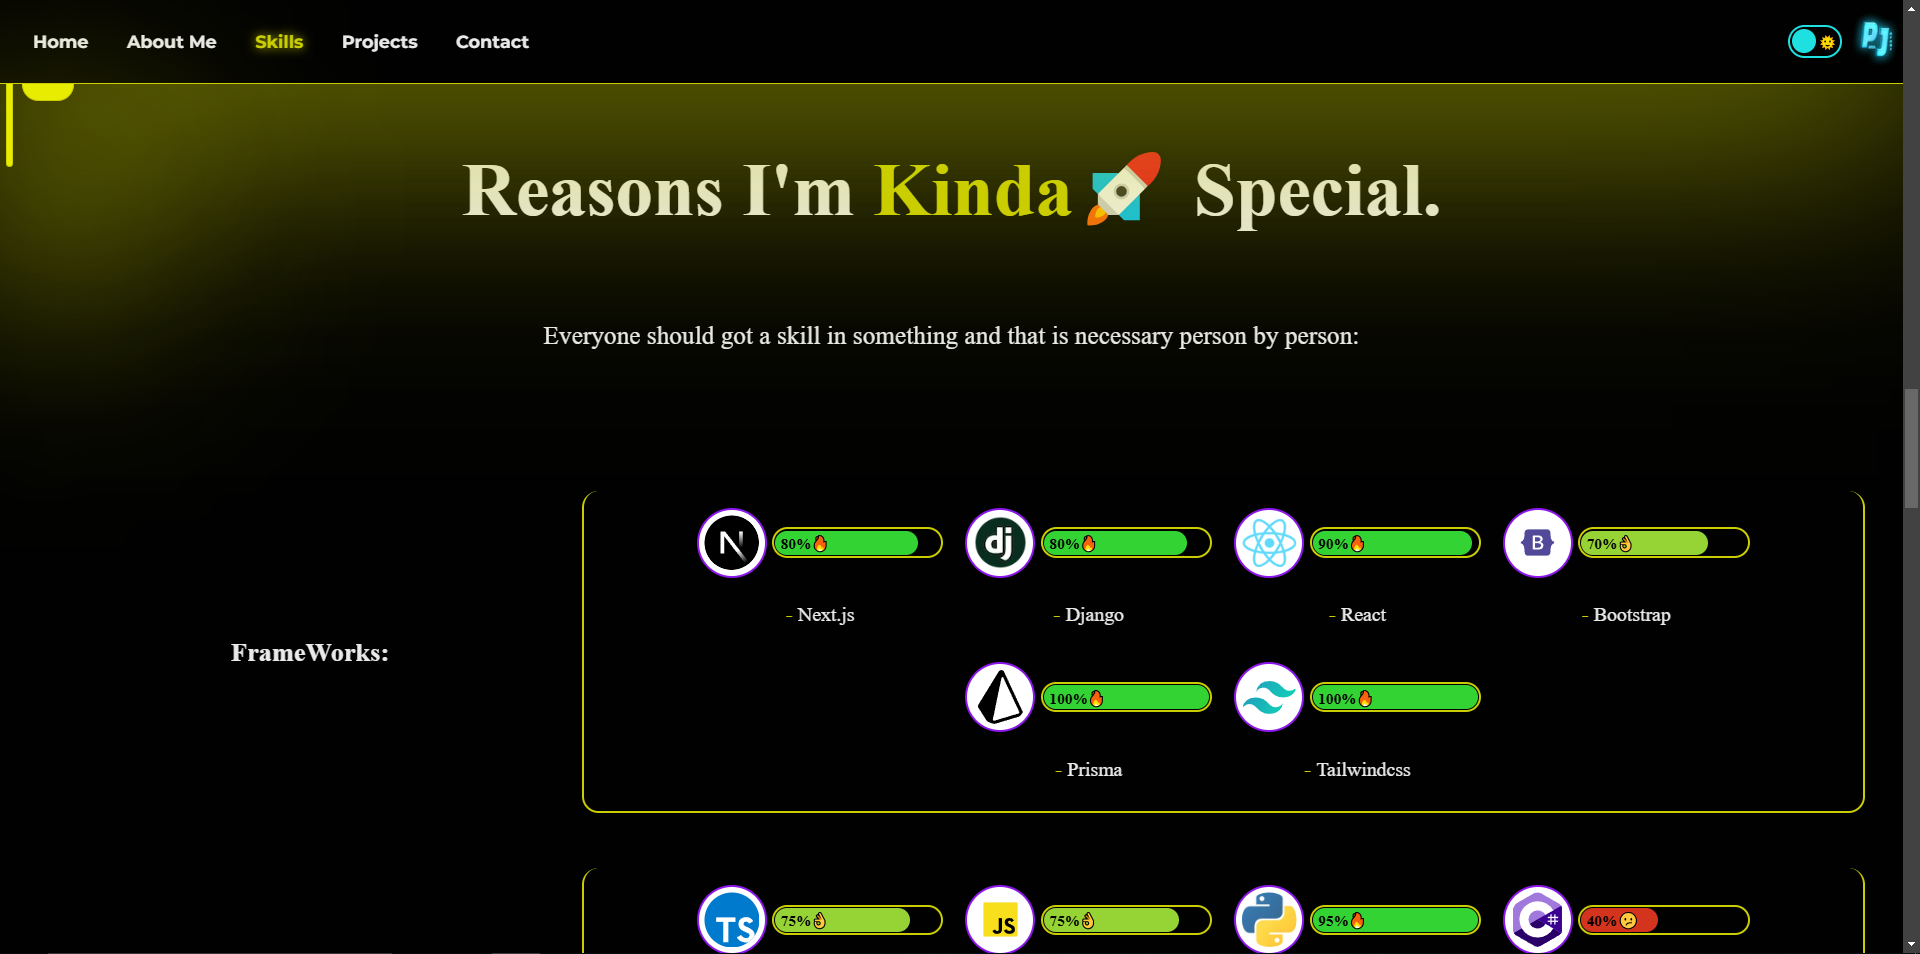 Home About Me Skills Projects Contact
PJ
Reasons I'm Kinda🚀 Special.
Everyone should got a skill in something and that is necessary person by person:
FrameWorks:
N 80%🔥 dj 80%🔥 90%🔥 B 70%👌
- Next.js - Django - React - Bootstrap
100%🔥 100%🔥
- Prisma - Tailwindcss
TS 75%👌 JS 75%👌 95%🔥 C# 40%😕